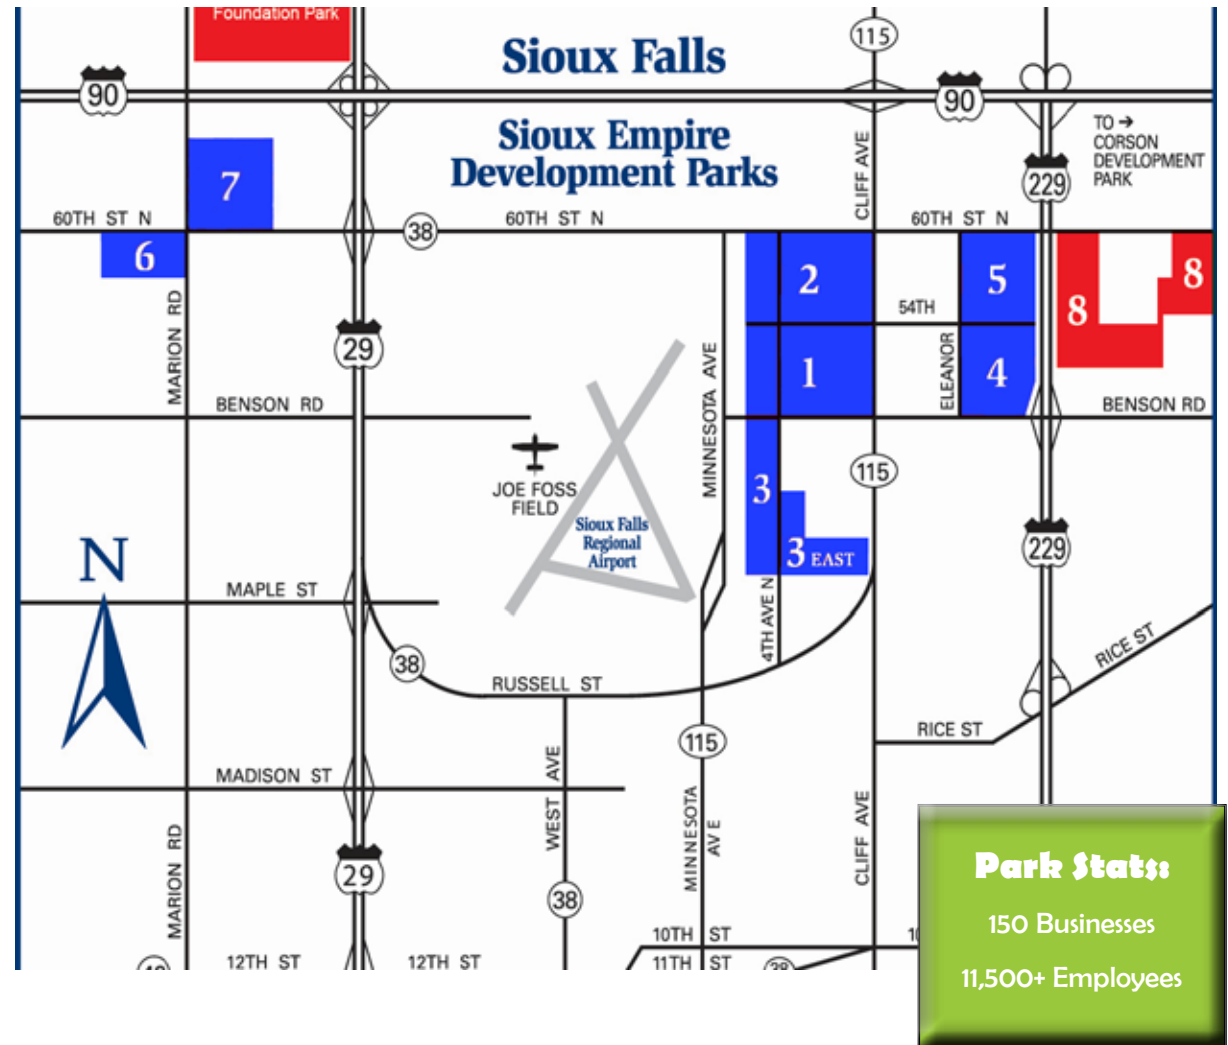 Foundation Park
Sioux Falls
115
90
90
Sioux Empire
Development Parks
TO →
CORSON
DEVELOPMENT
PARK
CLIFF AVE
229
7
60TH ST N
38
60TH ST N
60TH ST N
6
2
5
8
8
MARION RD
54TH
29
MINNESOTA AVE
1
ELEANOR
4
BENSON RD
BENSON RD
JOE FOSS
FIELD
115
3
Sioux Falls
Regional
Airport
3 EAST
229
N
MAPLE ST
4TH AVE N
38
RUSSELL ST
RICE ST
RICE ST
115
MADISON ST
WEST AVE
MINNESOTA
AVE
CLIFF AVE
MARION RD
29
38
10TH ST
11TH ST
12TH ST
12TH ST
38
Park Stats:
150 Businesses
11,500+ Employees